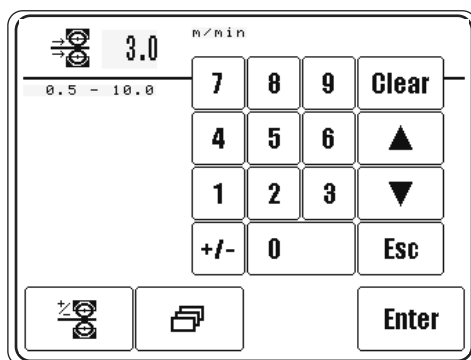 3.0 m/min
0.5 - 10.0
7 8 9 Clear
4 5 6
1 2 3
+/- 0 Esc
+/- Enter